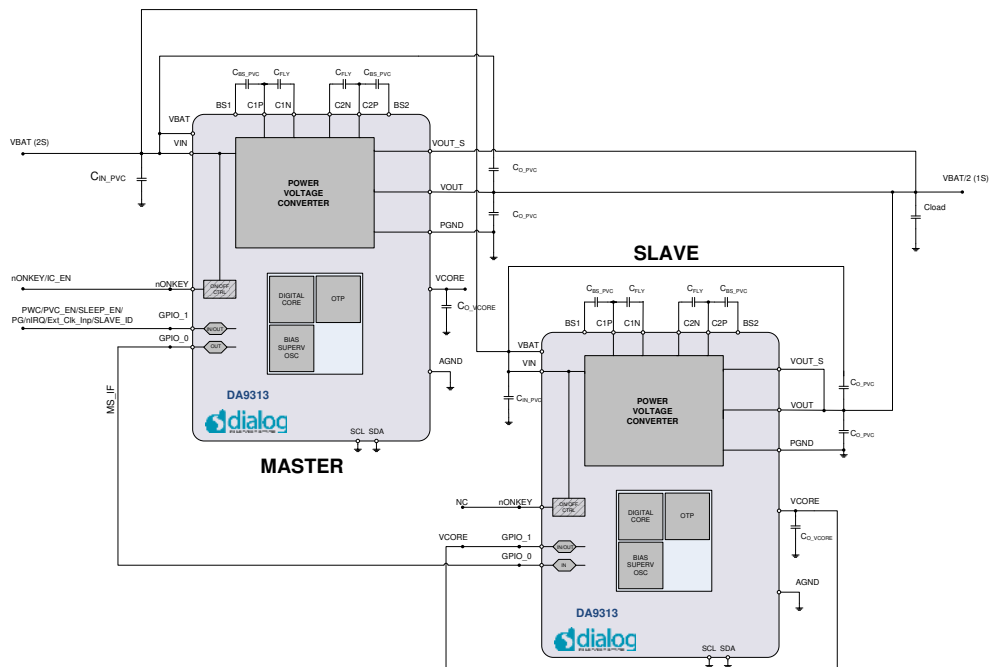 C_BS_PVC C_FLY C_FLY C_BS_PVC
BS1 C1P C1N C2N C2P BS2
VBAT
VBAT (2S)
VIN
VOUT_S
C_IN_PVC
POWER
VOLTAGE
CONVERTER
C_O_PVC
VBAT/2 (1S)
VOUT
C_O_PVC
Cload
PGND
SLAVE
nONKEY/IC_EN
nONKEY
ON/OFF
CTRL
DIGITAL
CORE
OTP
VCORE
C_O_VCORE
PWC/PVC_EN/SLEEP_EN/
PG/nIRQ/Ext_Clk_Inp/SLAVE_ID
GPIO_1
IN/OUT
GPIO_0
OUT
BIAS
SUPERV
OSC
AGND
MS_IF
DA9313
dialog
SCL SDA
MASTER
C_BS_PVC C_FLY C_FLY C_BS_PVC
BS1 C1P C1N C2N C2P BS2
VBAT
VIN
VOUT_S
C_IN_PVC
POWER
VOLTAGE
CONVERTER
C_O_PVC
VOUT
C_O_PVC
PGND
NC
nONKEY
ON/OFF
CTRL
DIGITAL
CORE
OTP
VCORE
C_O_VCORE
VCORE
GPIO_1
IN/OUT
GPIO_0
IN
BIAS
SUPERV
OSC
AGND
DA9313
dialog
SCL SDA